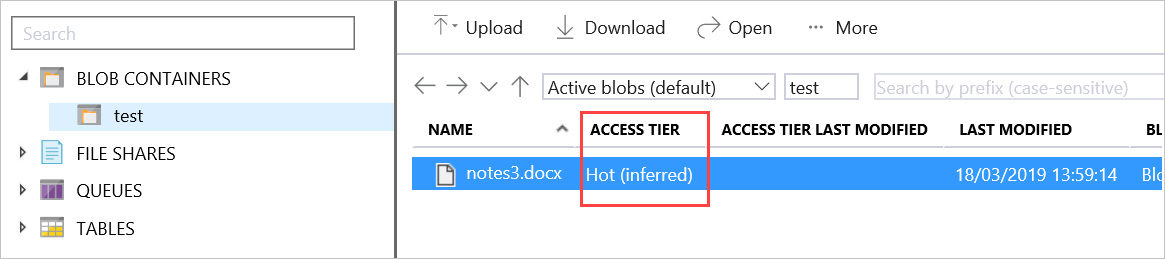 Search
BLOB CONTAINERS
test
FILE SHARES
QUEUES
TABLES
Upload Download Open ··· More
Active blobs (default) test Search by prefix (case-sensitive)
NAME ACCESS TIER ACCESS TIER LAST MODIFIED LAST MODIFIED BL
notes3.docx Hot (inferred) 18/03/2019 13:59:14 Blo